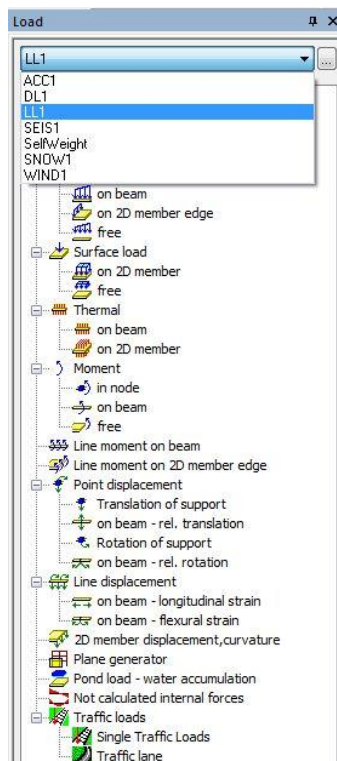 Load
LL1
...
ACC1
DL1
LL1
SEIS1
SelfWeight
SNOW1
WIND1
on beam
on 2D member edge
free
Surface load
on 2D member
free
Thermal
on beam
on 2D member
Moment
in node
on beam
free
Line moment on beam
Line moment on 2D member edge
Point displacement
Translation of support
on beam - rel. translation
Rotation of support
on beam - rel. rotation
Line displacement
on beam - longitudinal strain
on beam - flexural strain
2D member displacement,curvature
Plane generator
Pond load - water accumulation
Not calculated internal forces
Traffic loads
Single Traffic Loads
Traffic lane